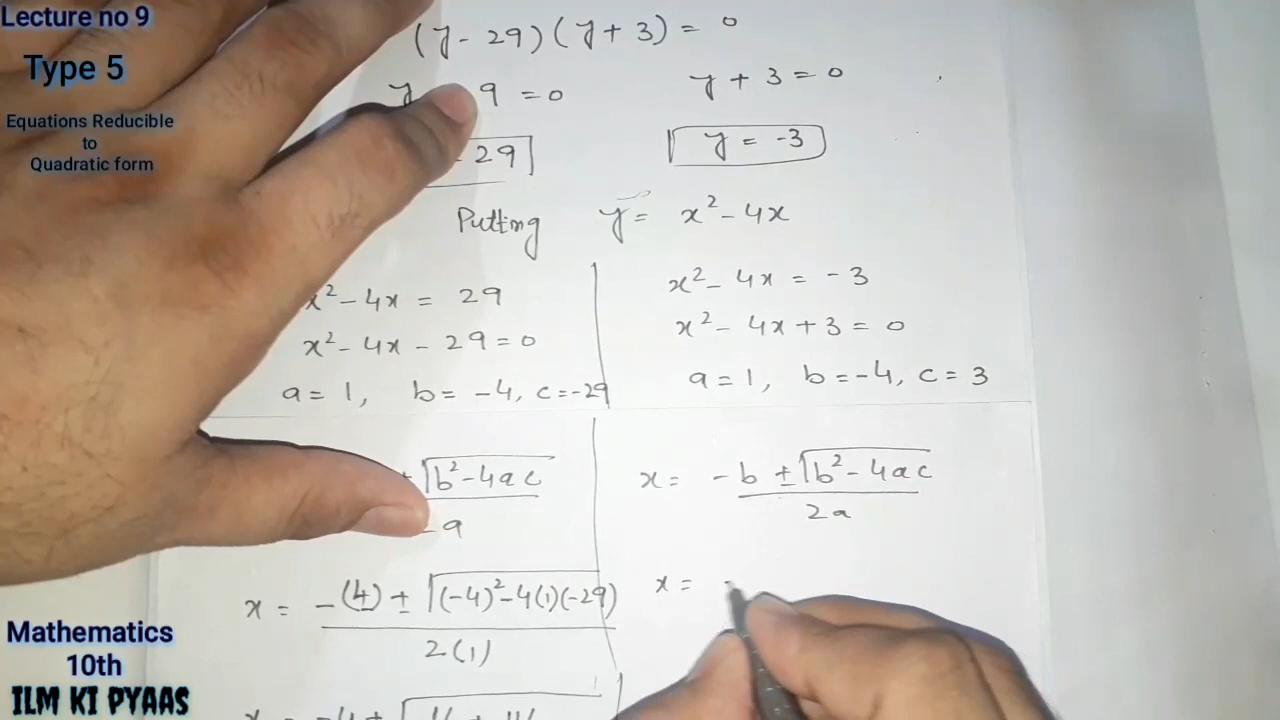 Lecture no 9
Type 5
Equations Reducible
to
Quadratic form
(y - 29) (y + 3) = 0
y 9 = 0
y + 3 = 0
29
y = -3
Putting y = x² - 4x
x² - 4x = 29
x² - 4x - 29 = 0
a = 1, b = -4, c = -29
x² - 4x = -3
x² - 4x + 3 = 0
a = 1, b = -4, c = 3
√b² - 4ac
a
x = -(4) ± √(-4)² - 4(1)(-29)
2(1)
x = -b ± √b² - 4ac
2a
x =
Mathematics
10th
ILM KI PYAAS